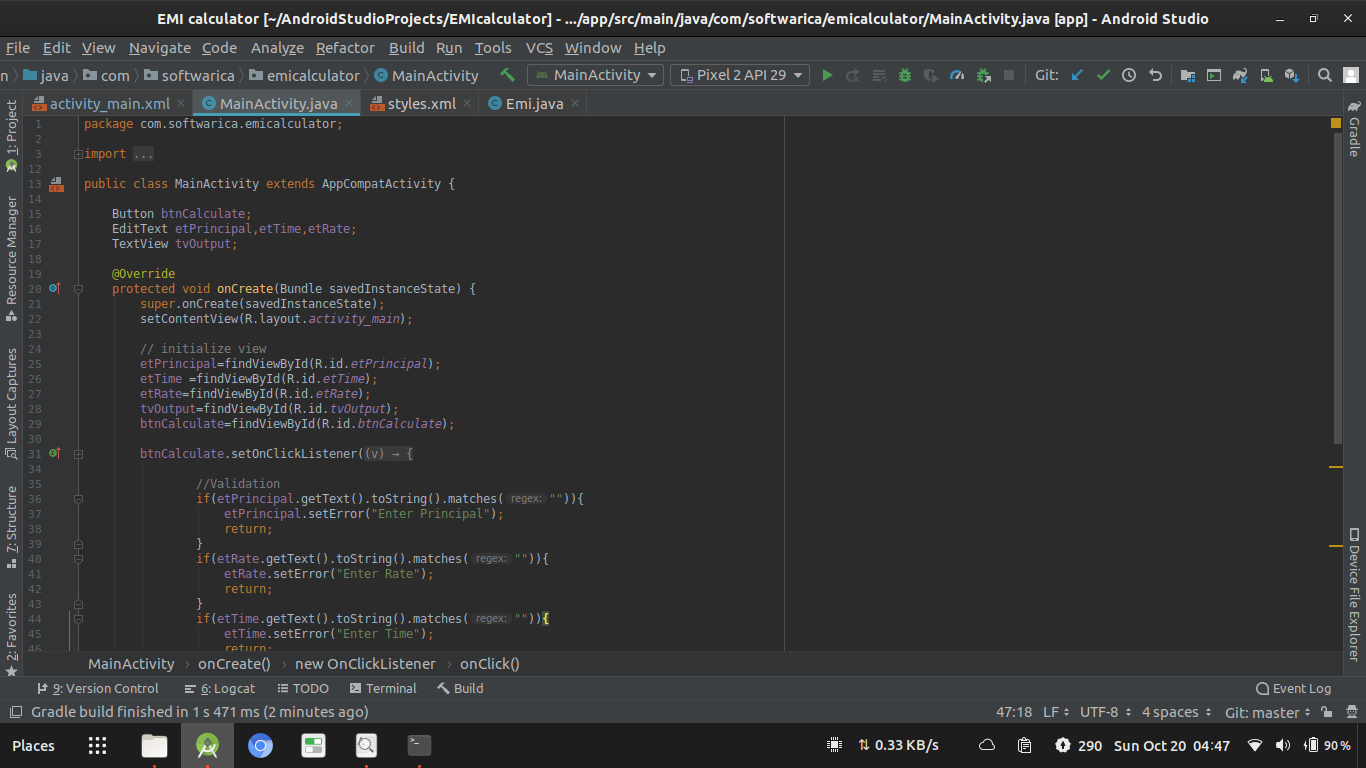 EMI calculator [~/AndroidStudioProjects/EMIcalculator] - .../app/src/main/java/com/softwarica/emicalculator/MainActivity.java [app] - Android Studio
File Edit View Navigate Code Analyze Refactor Build Run Tools VCS Window Help
n java com softwarica emicalculator MainActivity MainActivity Pixel 2 API 29 Git:
activity_main.xml MainActivity.java styles.xml Emi.java
1: Project
Resource Manager
Layout Captures
7: Structure
2: Favorites
1 package com.softwarica.emicalculator;
2
3 import ...
12
13 public class MainActivity extends AppCompatActivity {
14
15 Button btnCalculate;
16 EditText etPrincipal,etTime,etRate;
17 TextView tvOutput;
18
19 @Override
20 protected void onCreate(Bundle savedInstanceState) {
21 super.onCreate(savedInstanceState);
22 setContentView(R.layout.activity_main);
23
24 // initialize view
25 etPrincipal=findViewById(R.id.etPrincipal);
26 etTime =findViewById(R.id.etTime);
27 etRate=findViewById(R.id.etRate);
28 tvOutput=findViewById(R.id.tvOutput);
29 btnCalculate=findViewById(R.id.btnCalculate);
30
31 btnCalculate.setOnClickListener((v) → {
34
35 //Validation
36 if(etPrincipal.getText().toString().matches( regex: "")){
37 etPrincipal.setError("Enter Principal");
38 return;
39 }
40 if(etRate.getText().toString().matches( regex: "")){
41 etRate.setError("Enter Rate");
42 return;
43 }
44 if(etTime.getText().toString().matches( regex: "")){
45 etTime.setError("Enter Time");
46 return;
Gradle
Device File Explorer
MainActivity › onCreate() › new OnClickListener › onClick()
9: Version Control 6: Logcat TODO Terminal Build Event Log
Gradle build finished in 1 s 471 ms (2 minutes ago) 47:18 LF UTF-8 4 spaces Git: master
Places 0.33 KB/s 290 Sun Oct 20 04:47 90 %